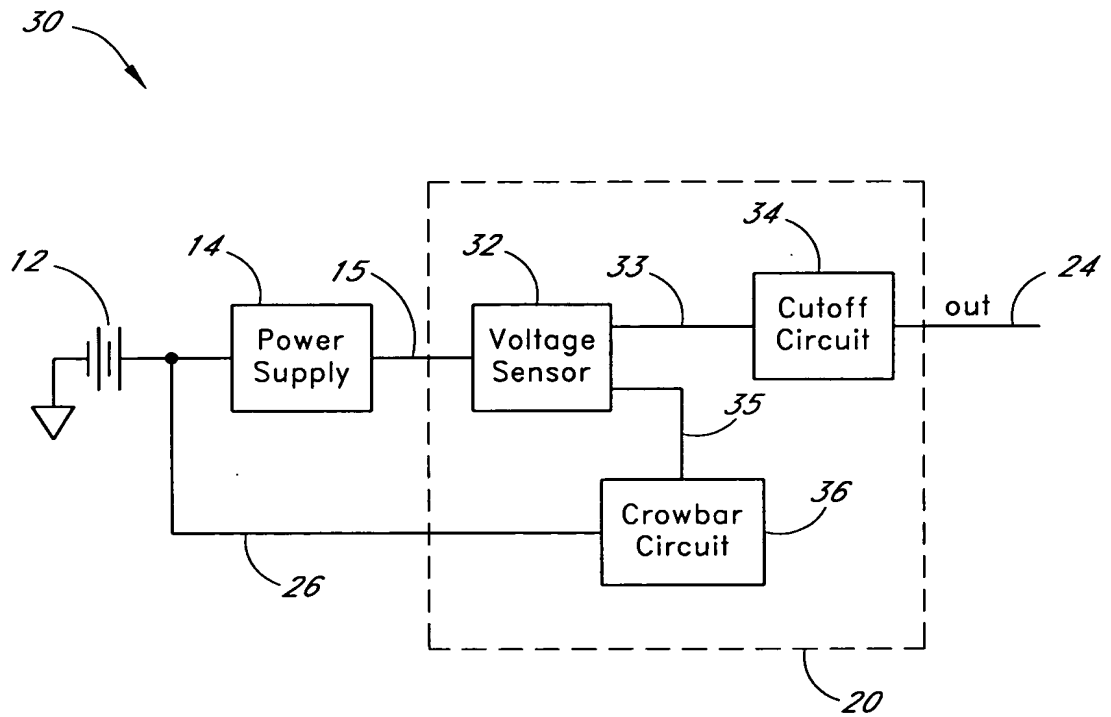 30
12
14
15
32
33
34
24
Power
Supply
Voltage
Sensor
Cutoff
Circuit
out
35
36
Crowbar
Circuit
26
20